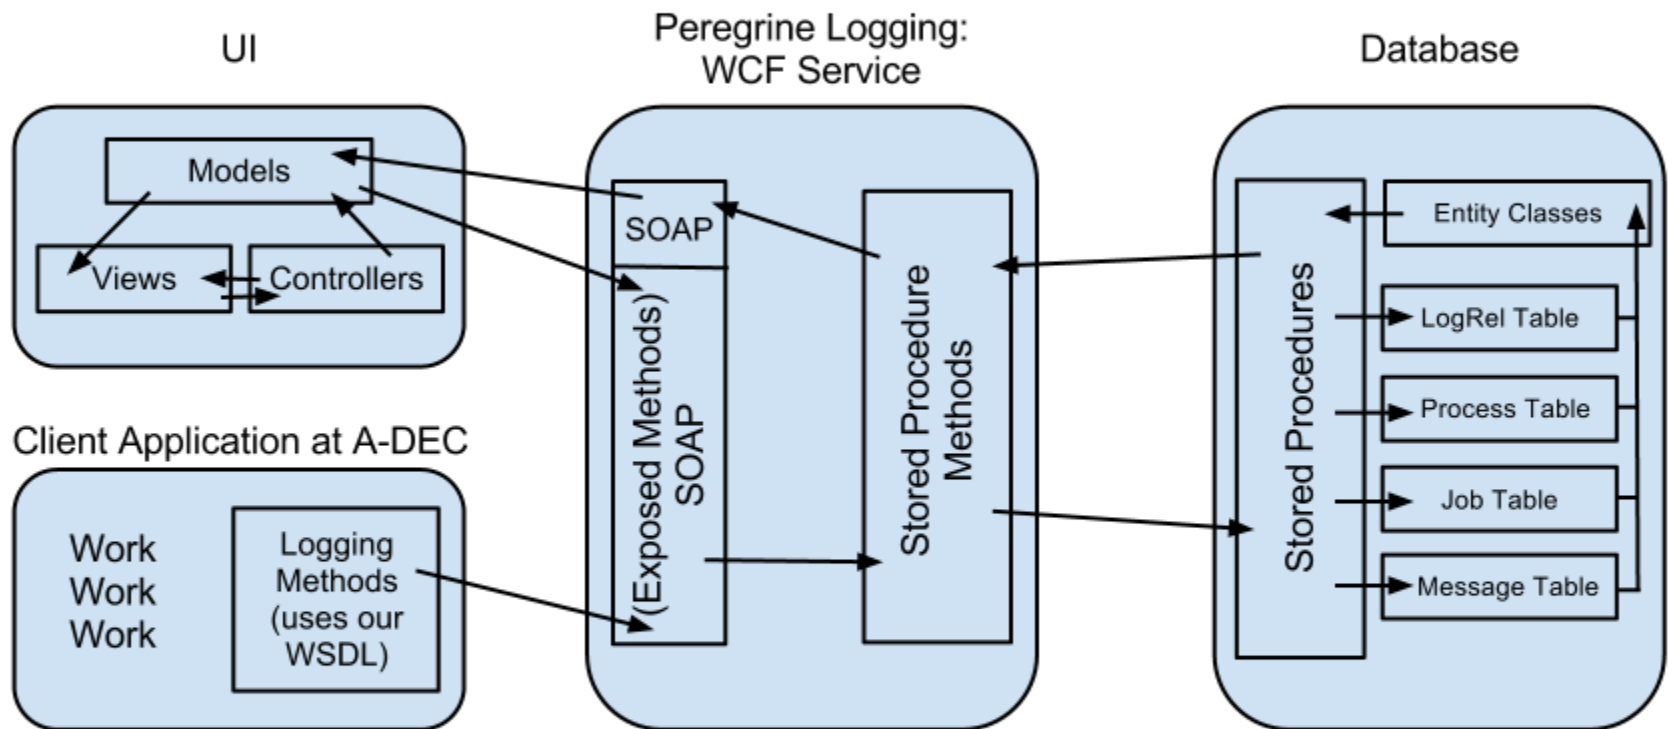 UI
Models
Views
Controllers
Client Application at A-DEC
Work
Work
Work
Logging
Methods
(uses our
WSDL)
Peregrine Logging:
WCF Service
SOAP
(Exposed Methods)
SOAP
Stored Procedure
Methods
Database
Stored Procedures
Entity Classes
LogRel Table
Process Table
Job Table
Message Table